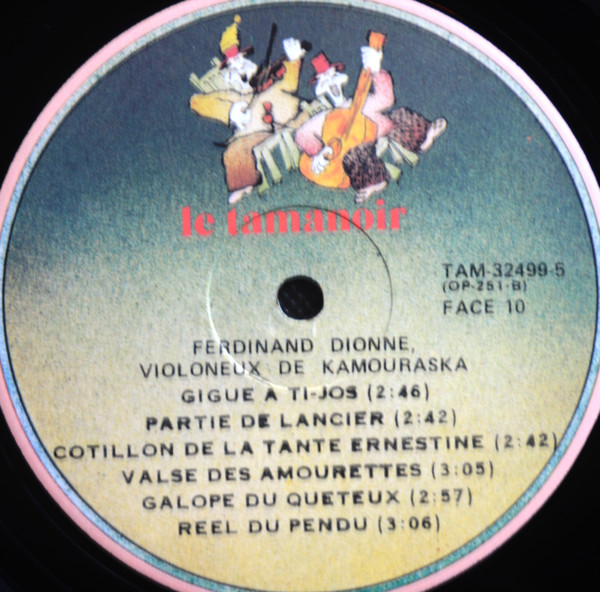 le tamanoir
TAM-32499-5
(OP-251-B)
FACE 10
FERDINAND DIONNE,
VIOLONEUX DE KAMOURASKA
GIGUE A TI-JOS (2:46)
PARTIE DE LANCIER (2:42)
COTILLON DE LA TANTE ERNESTINE (2:42)
VALSE DES AMOURETTES (3:05)
GALOPE DU QUETEUX (2:57)
REEL DU PENDU (3:06)